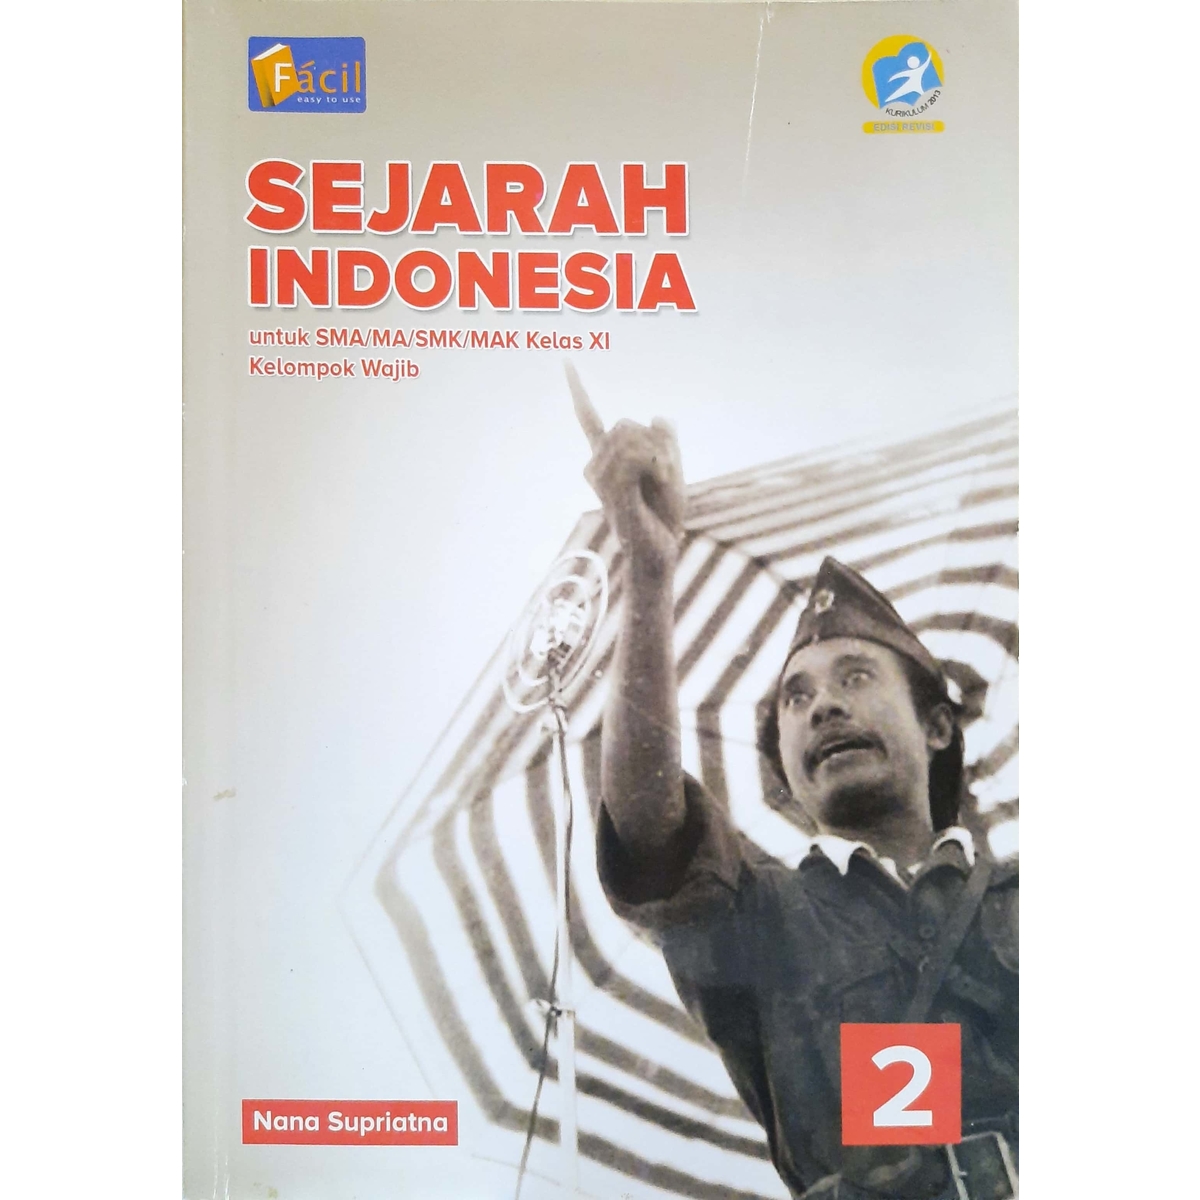 Fácil
easy to use
KURIKULUM 2013
EDISI REVISI
SEJARAH
INDONESIA
untuk SMA/MA/SMK/MAK Kelas XI
Kelompok Wajib
2
Nana Supriatna